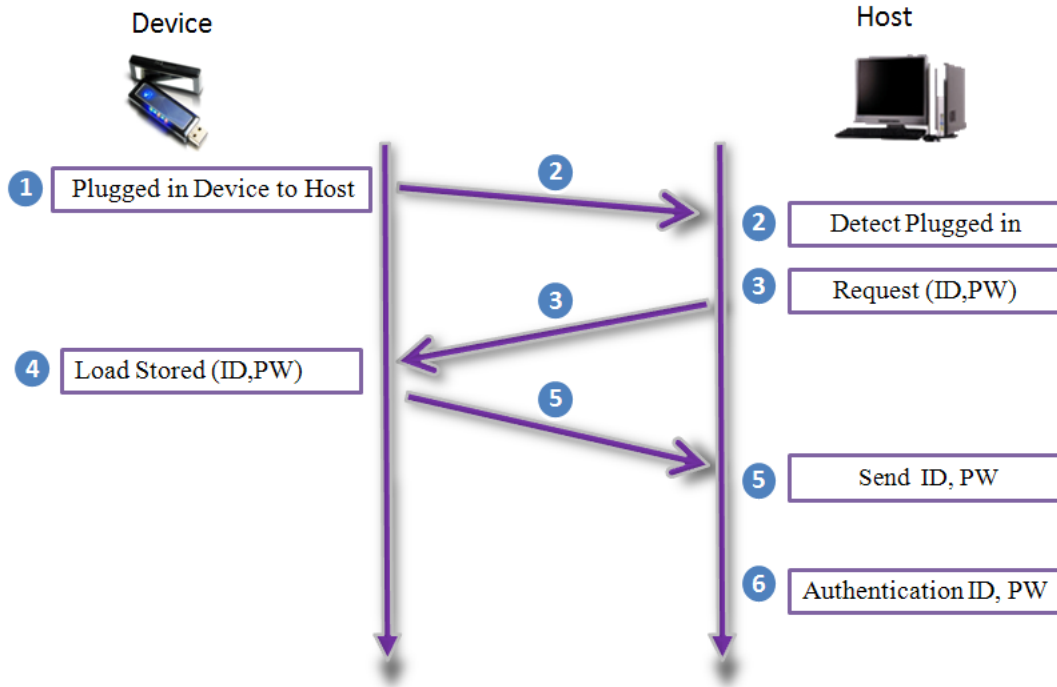 Device
Host
1 Plugged in Device to Host
2
2 Detect Plugged in
3 Request (ID,PW)
3
4 Load Stored (ID,PW)
5
5 Send ID, PW
6 Authentication ID, PW